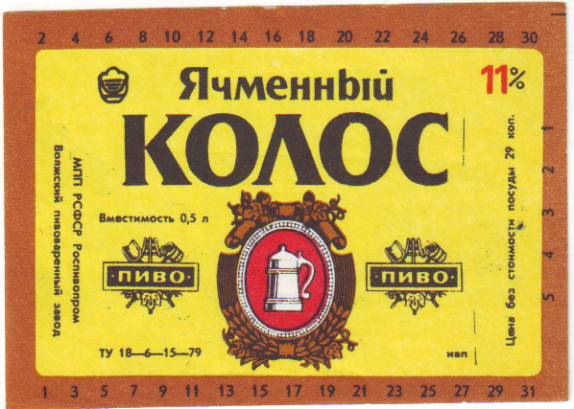 2 4 6 8 10 12 14 16 18 20 22 24 26 28 30
Ячменный
КОЛОС
11%
МПП РСФСР Роспивопром
Волжский пивоваренный завод
Вместимость 0,5 л
·ПИВО·
·ПИВО·
Цена без стоимости посуды 29 коп.
1
2
3
4
5
ТУ 18—6—15—79
нвп
1 3 5 7 9 11 13 15 17 19 21 23 25 27 29 31